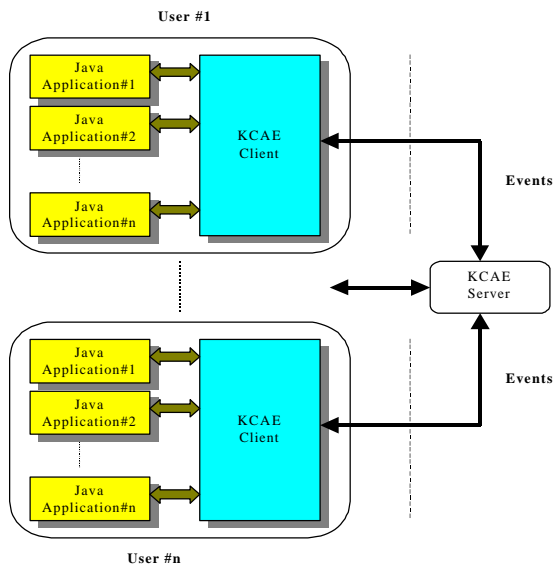 User #1
Java
Application#1
Java
Application#2
Java
Application#n
KCAE
Client
Events
KCAE
Server
Java
Application#1
Java
Application#2
Java
Application#n
KCAE
Client
Events
User #n